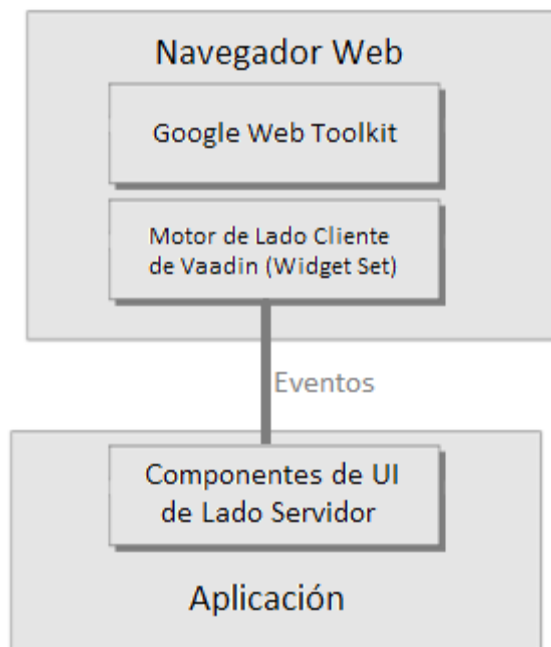 Navegador Web
Google Web Toolkit
Motor de Lado Cliente
de Vaadin (Widget Set)
Eventos
Componentes de UI
de Lado Servidor
Aplicación